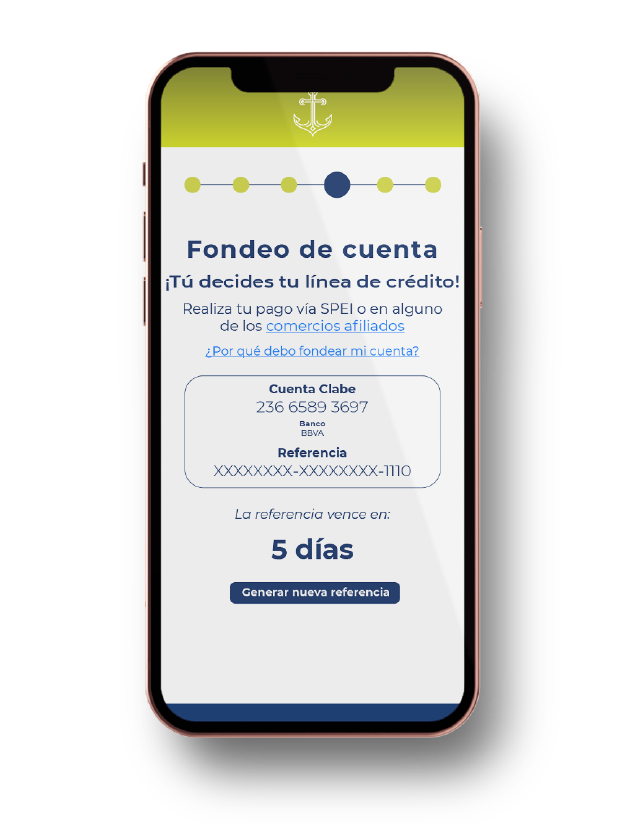 Fondeo de cuenta
¡Tú decides tu línea de crédito!
Realiza tu pago vía SPEI o en alguno
de los comercios afiliados
¿Por qué debo fondear mi cuenta?
Cuenta Clabe
236 6589 3697
Banco
BBVA
Referencia
XXXXXXXX-XXXXXXXX-1110
La referencia vence en:
5 días
Generar nueva referencia